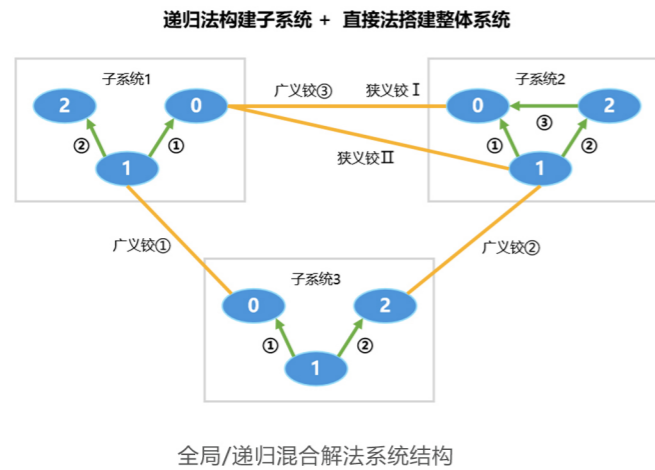 递归法构建子系统 + 直接法搭建整体系统
子系统1
2
0
②
①
1
广义铰③
狭义铰Ⅰ
狭义铰Ⅱ
子系统2
0
2
③
①
②
1
广义铰①
广义铰②
子系统3
0
2
①
②
1
全局/递归混合解法系统结构